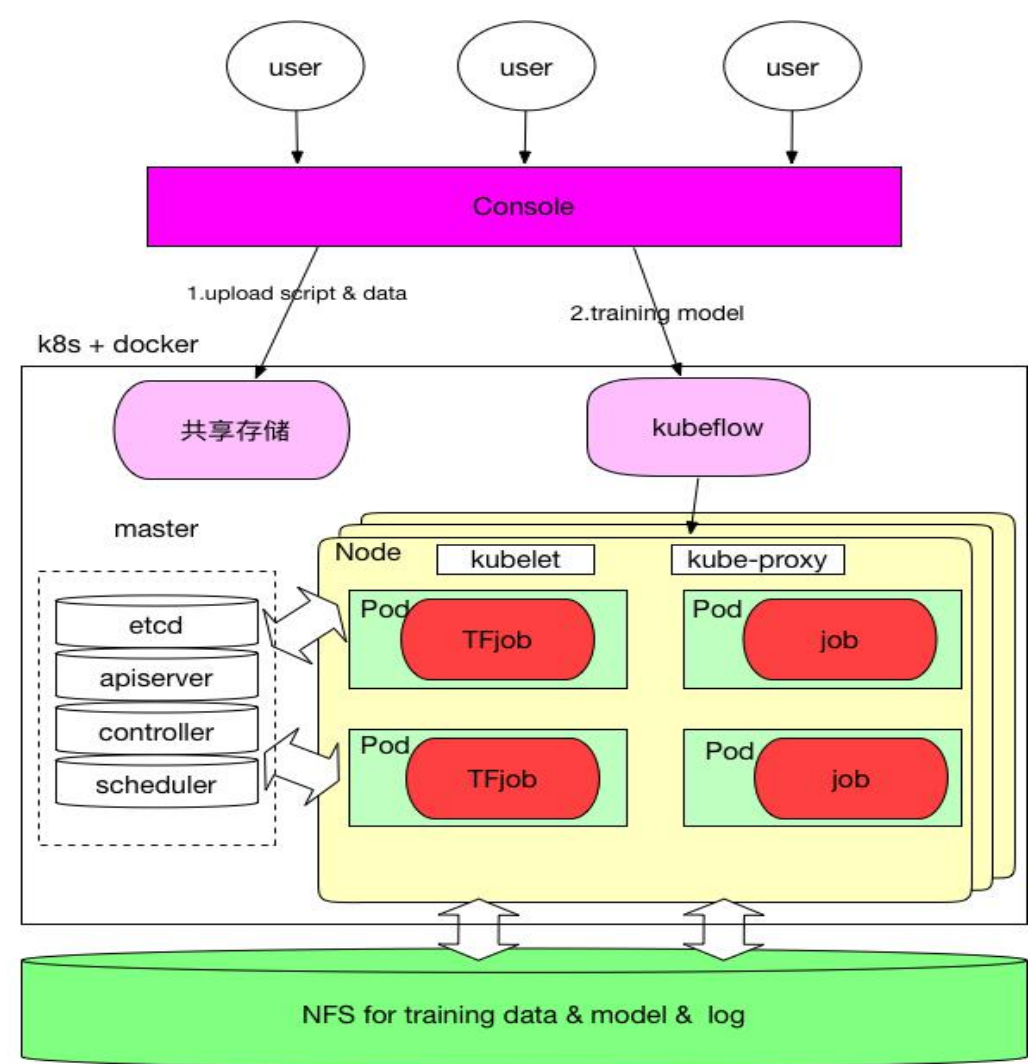 user
user
user
Console
1.upload script & data
2.training model
k8s + docker
共享存储
kubeflow
master
Node
kubelet
kube-proxy
etcd
apiserver
controller
scheduler
Pod
TFjob
Pod
job
Pod
TFjob
Pod
job
NFS for training data & model & log